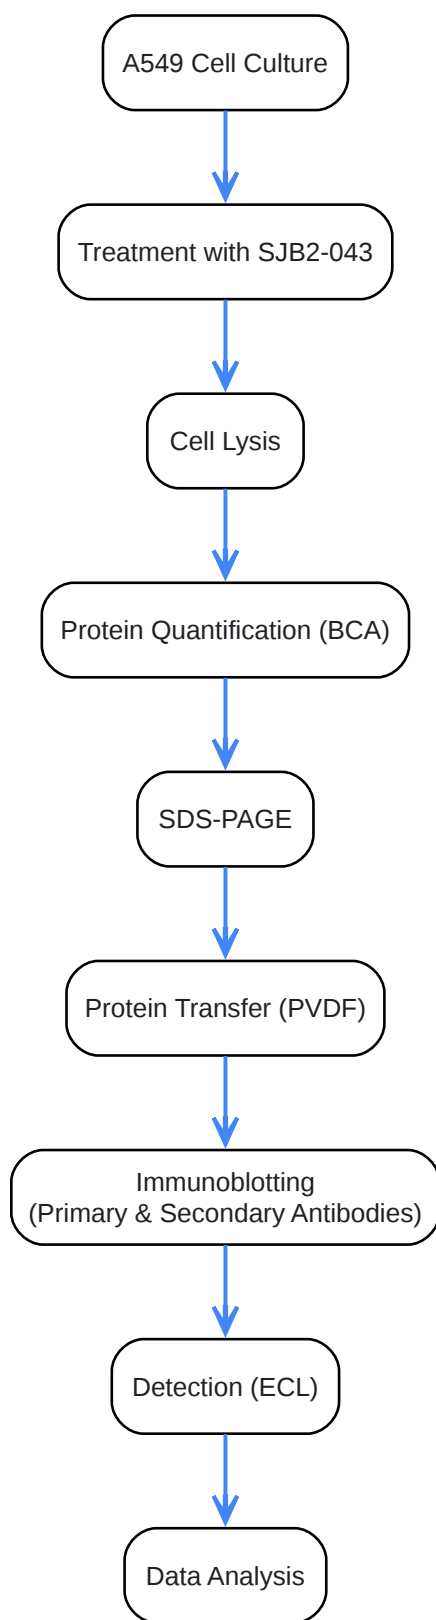 A549 Cell Culture
Treatment with SJB2-043
Cell Lysis
Protein Quantification (BCA)
SDS-PAGE
Protein Transfer (PVDF)
Immunoblotting
(Primary & Secondary Antibodies)
Detection (ECL)
Data Analysis